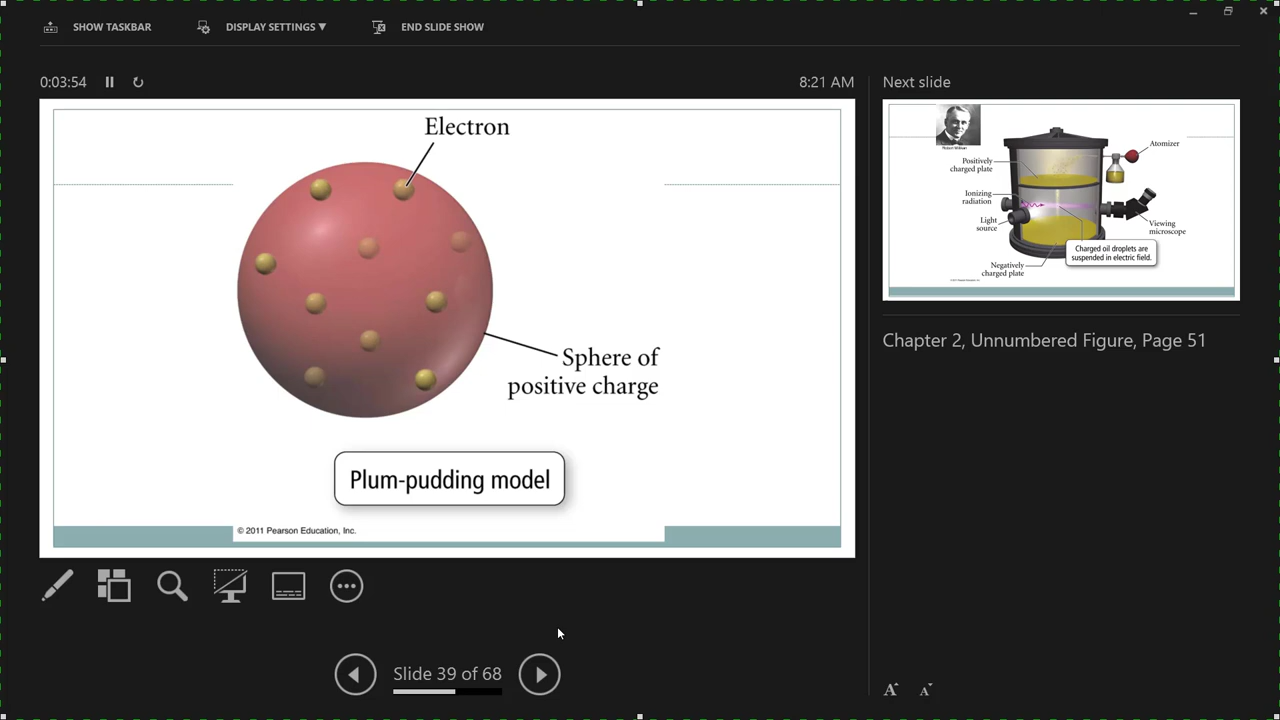 SHOW TASKBAR
DISPLAY SETTINGS ▼
END SLIDE SHOW
0:03:54
8:21 AM
Electron
Sphere of
positive charge
Plum-pudding model
© 2011 Pearson Education, Inc.
Slide 39 of 68
Next slide
Atomizer
Positively
charged plate
Ionizing
radiation
Light
source
Viewing
microscope
Charged oil droplets are
suspended in electric field.
Negatively
charged plate
Chapter 2, Unnumbered Figure, Page 51
A
A